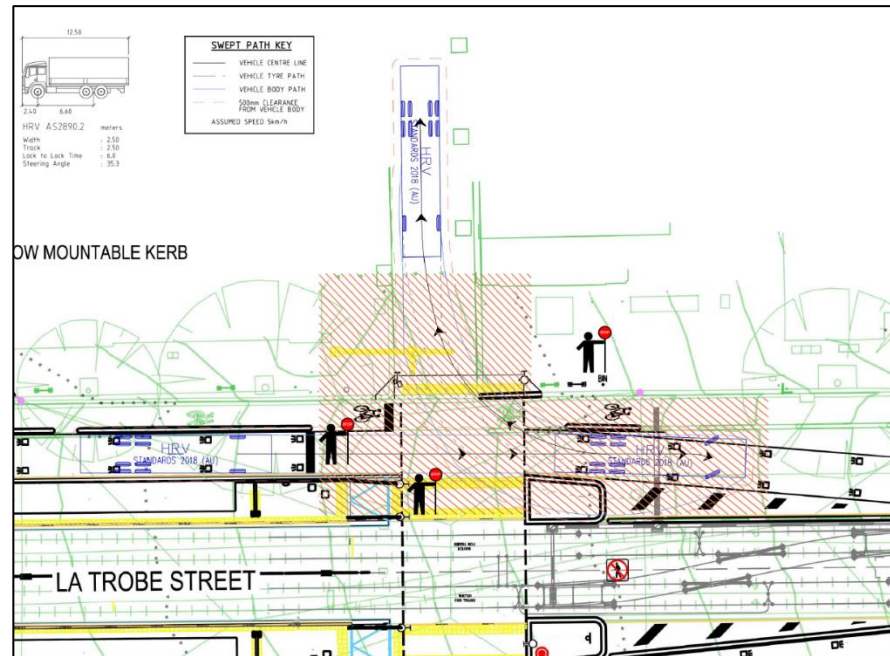 12.50
2.40 6.60
HRV AS2890.2 meters
Width : 2.50
Track : 2.50
Lock to Lock Time : 6.0
Steering Angle : 35.3
SWEPT PATH KEY
VEHICLE CENTRE LINE
VEHICLE TYRE PATH
VEHICLE BODY PATH
500mm CLEARANCE
FROM VEHICLE BODY
ASSUMED SPEED 5km/h
HRV
STANDARDS 2018 (AU)
OW MOUNTABLE KERB
BIN
HRV
STANDARDS 2018 (AU)
HRV
STANDARDS 2018 (AU)
LA TROBE STREET